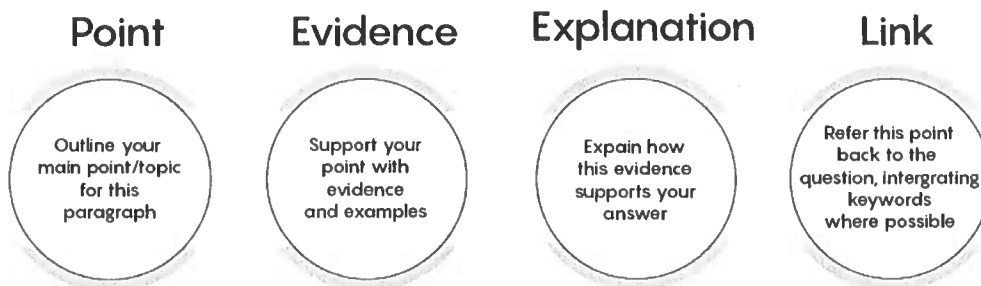 Point
Outline your
main point/topic
for this
paragraph
Evidence
Support your
point with
evidence
and examples
Explanation
Expain how
this evidence
supports your
answer
Link
Refer this point
back to the
question, intergrating
keywords
where possible